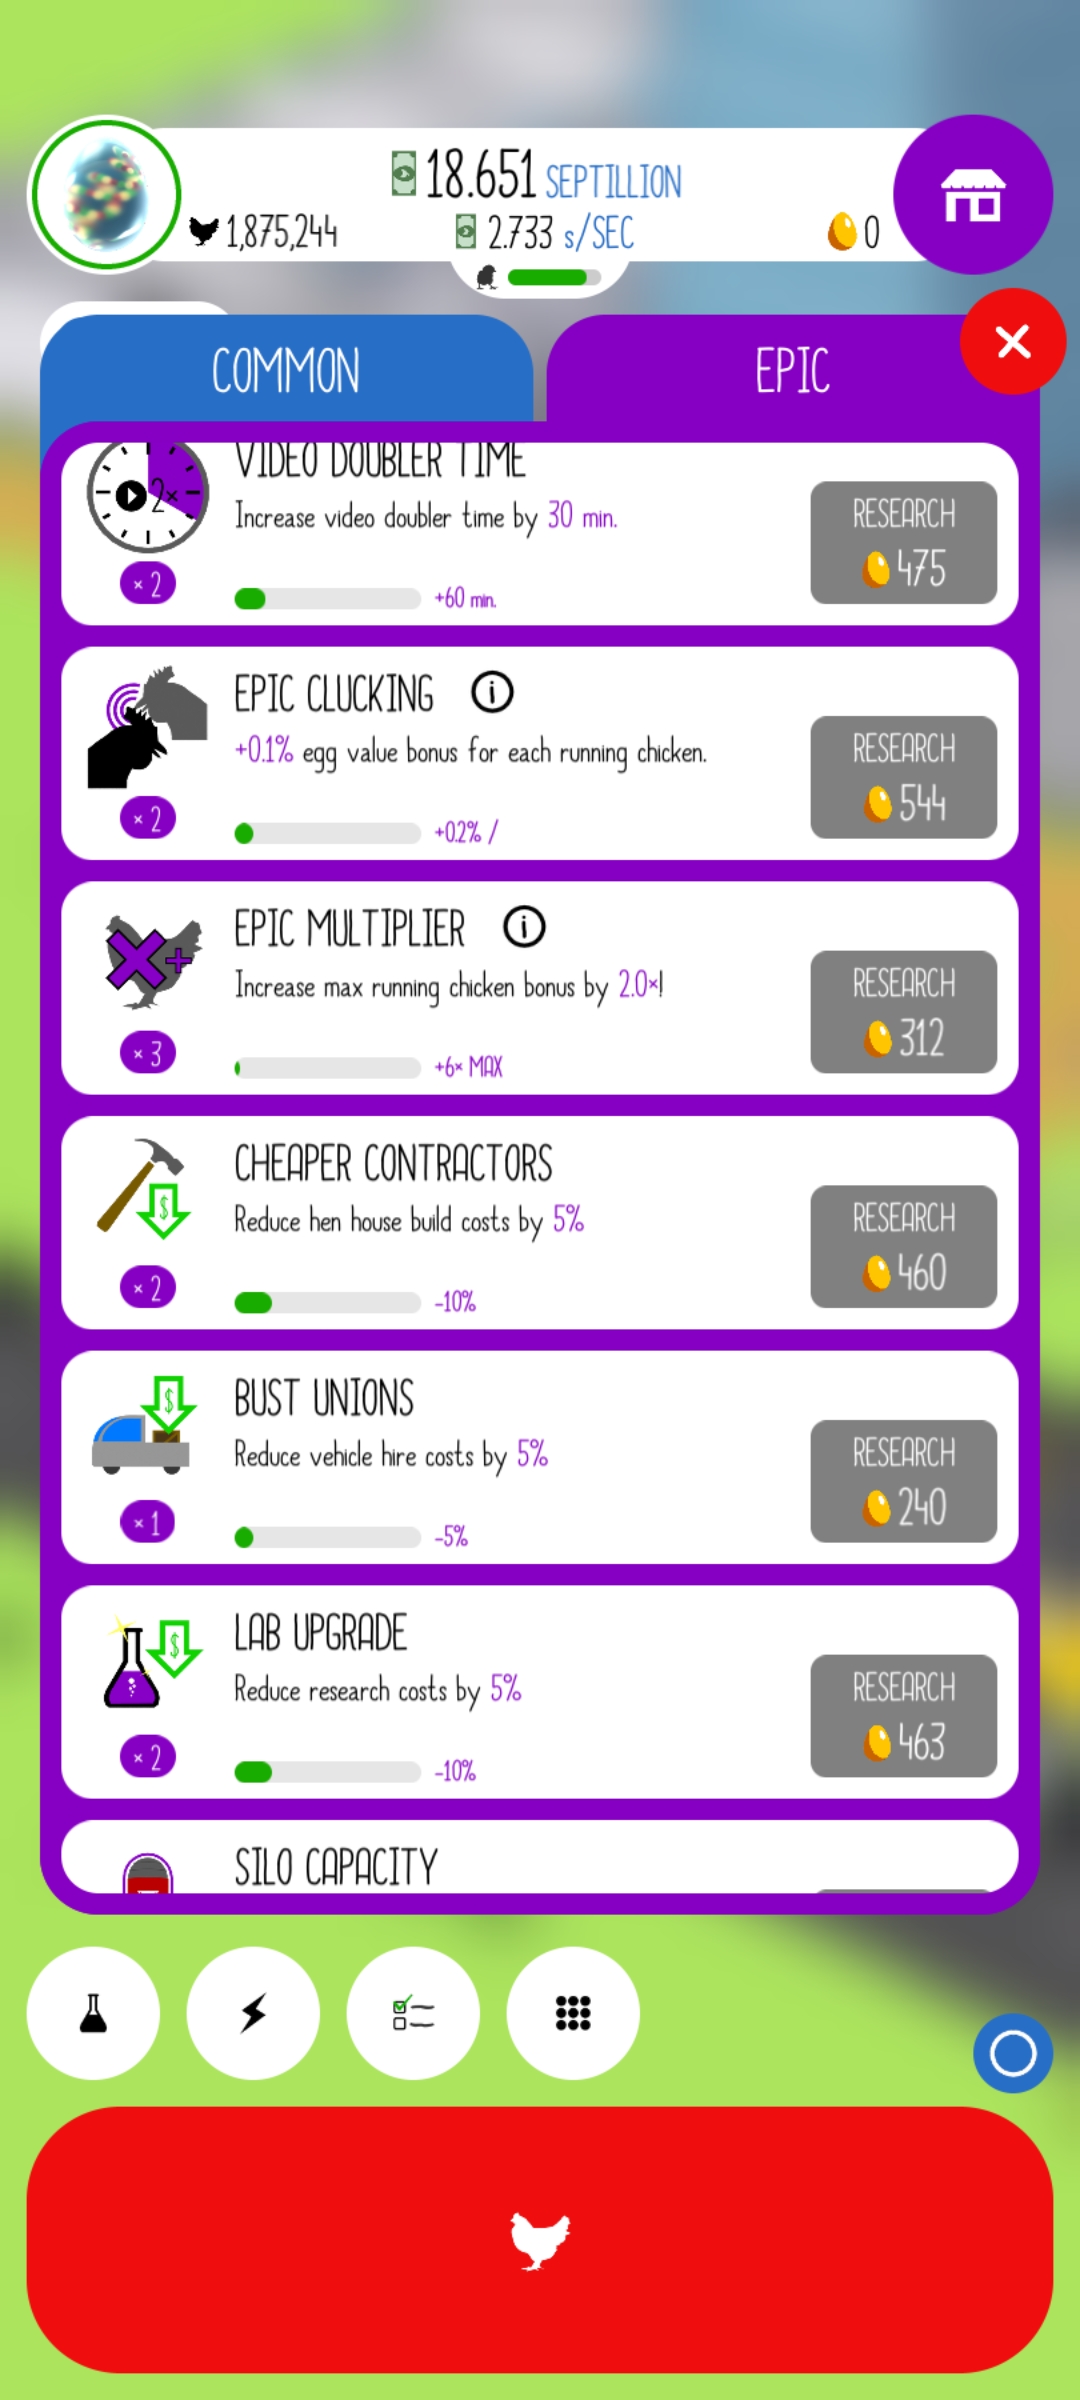 18.651 SEPTILLION
1,875,244
2.733 s/SEC
0
COMMON
EPIC
VIDEO DOUBLER TIME
Increase video doubler time by 30 min.
2×
× 2
+60 min.
RESEARCH
475
EPIC CLUCKING
i
+0.1% egg value bonus for each running chicken.
× 2
+0.2% /
RESEARCH
544
EPIC MULTIPLIER
i
Increase max running chicken bonus by 2.0×!
× 3
+6× MAX
RESEARCH
312
CHEAPER CONTRACTORS
$
Reduce hen house build costs by 5%
× 2
-10%
RESEARCH
460
BUST UNIONS
$
Reduce vehicle hire costs by 5%
× 1
-5%
RESEARCH
240
LAB UPGRADE
$
Reduce research costs by 5%
× 2
-10%
RESEARCH
463
SILO CAPACITY